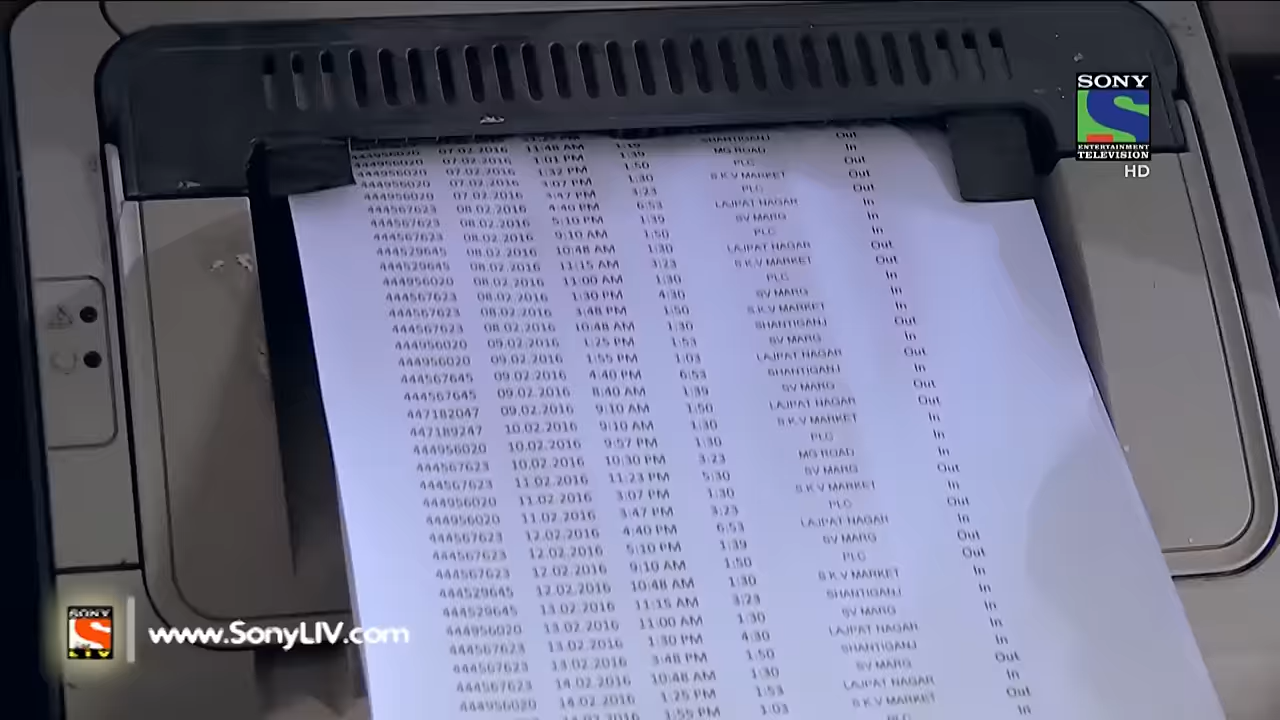 SONY
ENTERTAINMENT
TELEVISION
HD
11:48 AM 1:19 SHANTIGANJ Out
444956020 07.02.2016 1:01 PM 1:39 MG ROAD In
444956020 07.02.2016 1:32 PM 1:50 PLC Out
444956020 07.02.2016 3:07 PM 1:30 S K V MARKET Out
444956020 07.02.2016 3:47 PM 3:23 PLC Out
444567623 08.02.2016 4:40 PM 6:53 LAJPAT NAGAR In
444567623 08.02.2016 5:10 PM 1:39 SV MARG In
444567623 08.02.2016 9:10 AM 1:50 PLC In
444529645 08.02.2016 10:48 AM 1:30 LAJPAT NAGAR Out
444529645 08.02.2016 11:15 AM 3:23 S K V MARKET Out
444956020 08.02.2016 11:00 AM 1:30 PLC In
444567623 08.02.2016 1:30 PM 4:30 SV MARG In
444567623 08.02.2016 3:48 PM 1:50 S.K.V MARKET In
444567623 08.02.2016 10:48 AM 1:30 SHANTIGANJ Out
444956020 09.02.2016 1:25 PM 1:53 SV MARG In
444956020 09.02.2016 1:55 PM 1:03 LAJPAT NAGAR Out
444567645 09.02.2016 4:40 PM 6:53 SHANTIGANJ In
444567645 09.02.2016 8:40 AM 1:39 SV MARG Out
447182047 09.02.2016 9:10 AM 1:50 LAJPAT NAGAR Out
447189247 10.02.2016 9:10 AM 1:30 S.K.V MARKET In
444956020 10.02.2016 9:57 PM 1:30 PLC In
444567623 10.02.2016 10:30 PM 3:23 MG ROAD In
444567623 11.02.2016 11:23 PM 5:30 SV MARG Out
444956020 11.02.2016 3:07 PM 1:30 S K V MARKET In
444956020 11.02.2016 3:47 PM 3:23 PLC Out
444567623 12.02.2016 4:40 PM 6:53 LAJPAT NAGAR In
444567623 12.02.2016 5:10 PM 1:39 SV MARG Out
444567623 12.02.2016 9:10 AM 1:50 PLC Out
444529645 12.02.2016 10:48 AM 1:30 S K V MARKET In
444529645 13.02.2016 11:15 AM 3:23 SHANTIGANJ
444956020 13.02.2016 11:00 AM 1:30 SV MARG In
444567623 13.02.2016 1:30 PM 4:30 LAJPAT NAGAR In
444567623 13.02.2016 3:48 PM 1:50 SHANTIGANJ In
444567623 14.02.2016 10:48 AM 1:30 SV MARG Out
444956020 14.02.2016 1:25 PM 1:53 LAJPAT NAGAR In
14.02.2016 1:55 PM 1:03 S K V MARKET Out
PLC In
SONY
LIV
www.SonyLIV.com